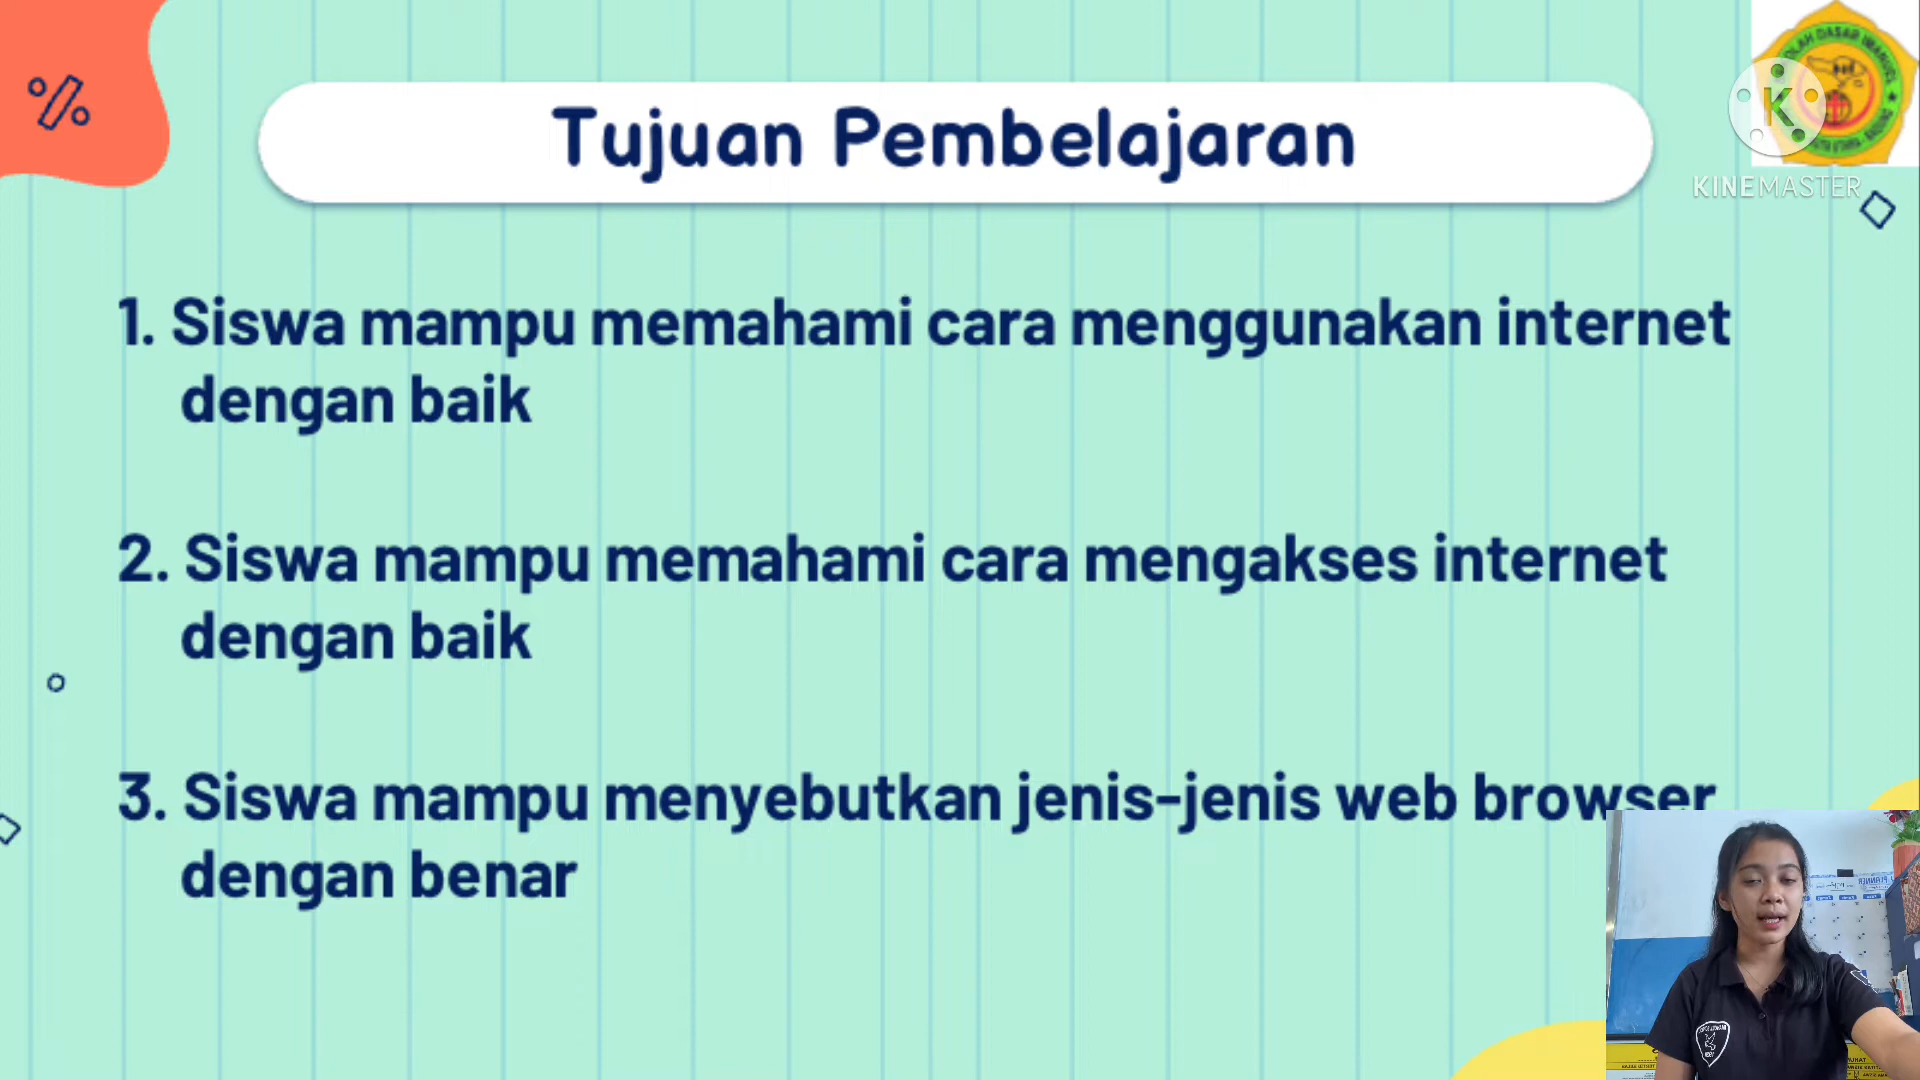 Tujuan Pembelajaran
K
KINEMASTER
1. Siswa mampu memahami cara menggunakan internet
dengan baik
2. Siswa mampu memahami cara mengakses internet
dengan baik
3. Siswa mampu menyebutkan jenis-jenis web browser
dengan benar